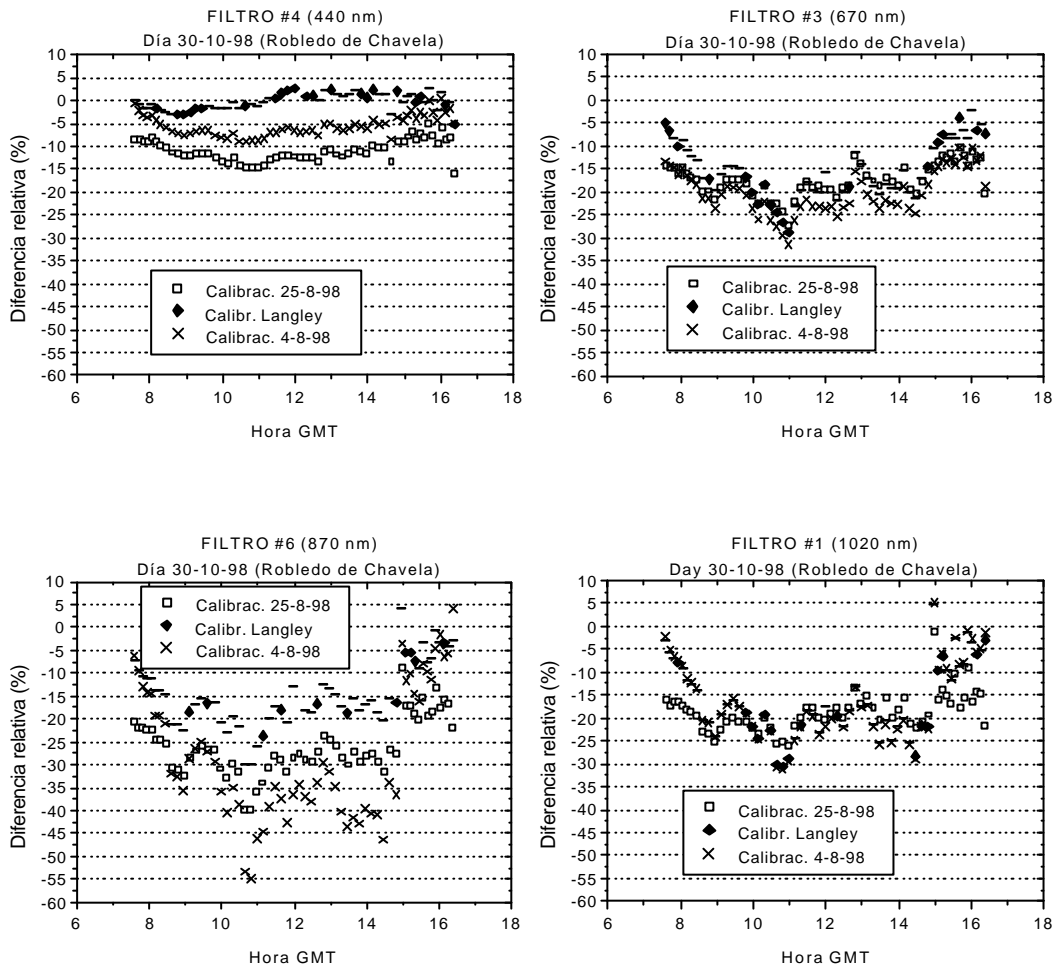 FILTRO #4 (440 nm)
Día 30-10-98 (Robledo de Chavela)
Diferencia relativa (%)
10
5
0
-5
-10
-15
-20
-25
-30
-35
-40
-45
-50
-55
-60
Calibrac. 25-8-98
Calibr. Langley
Calibrac. 4-8-98
6 8 10 12 14 16 18
Hora GMT
FILTRO #3 (670 nm)
Día 30-10-98 (Robledo de Chavela)
Diferencia relativa (%)
10
5
0
-5
-10
-15
-20
-25
-30
-35
-40
-45
-50
-55
-60
Calibrac. 25-8-98
Calibr. Langley
Calibrac. 4-8-98
6 8 10 12 14 16 18
Hora GMT
FILTRO #6 (870 nm)
Día 30-10-98 (Robledo de Chavela)
Diferencia relativa (%)
10
5
0
-5
-10
-15
-20
-25
-30
-35
-40
-45
-50
-55
-60
Calibrac. 25-8-98
Calibr. Langley
Calibrac. 4-8-98
6 8 10 12 14 16 18
Hora GMT
FILTRO #1 (1020 nm)
Day 30-10-98 (Robledo de Chavela)
Diferencia relativa (%)
10
5
0
-5
-10
-15
-20
-25
-30
-35
-40
-45
-50
-55
-60
Calibrac. 25-8-98
Calibr. Langley
Calibrac. 4-8-98
6 8 10 12 14 16 18
Hora GMT